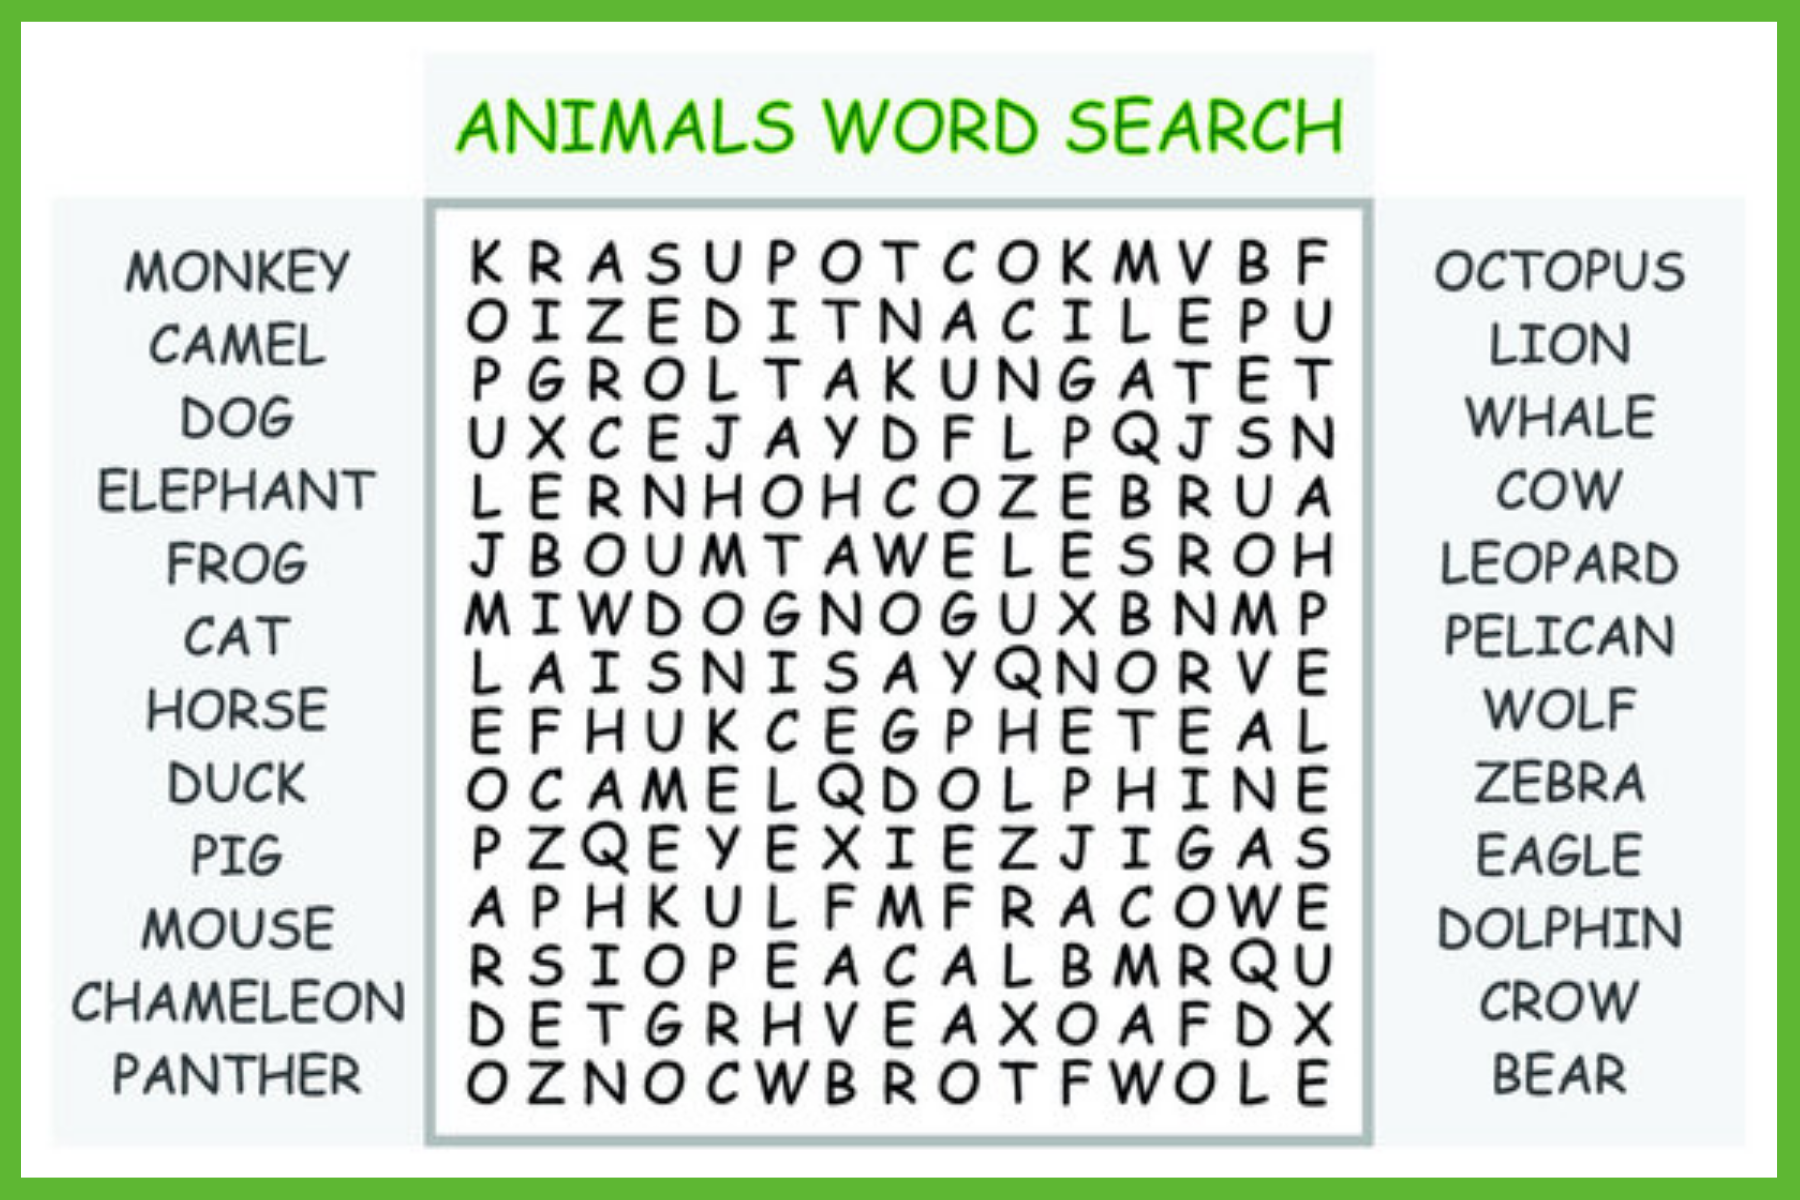 ANIMALS WORD SEARCH
MONKEY
CAMEL
DOG
ELEPHANT
FROG
CAT
HORSE
DUCK
PIG
MOUSE
CHAMELEON
PANTHER
K R A S U P O T C O K M V B F
O I Z E D I T N A C I L E P U
P G R O L T A K U N G A T E T
U X C E J A Y D F L P Q J S N
L E R N H O H C O Z E B R U A
J B O U M T A W E L E S R O H
M I W D O G N O G U X B N M P
L A I S N I S A Y Q N O R V E
E F H U K C E G P H E T E A L
O C A M E L Q D O L P H I N E
P Z Q E Y E X I E Z J I G A S
A P H K U L F M F R A C O W E
R S I O P E A C A L B M R Q U
D E T G R H V E A X O A F D X
O Z N O C W B R O T F W O L E
OCTOPUS
LION
WHALE
COW
LEOPARD
PELICAN
WOLF
ZEBRA
EAGLE
DOLPHIN
CROW
BEAR